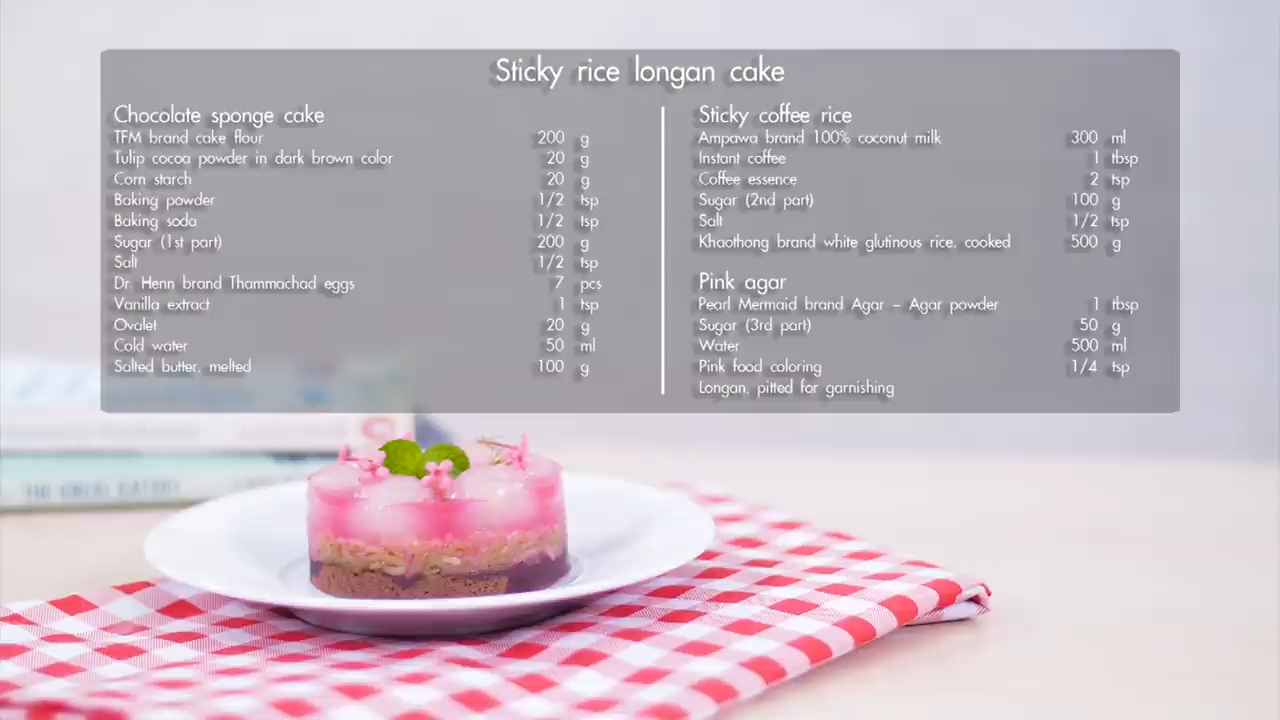 Sticky rice longan cake
Chocolate sponge cake
TFM brand cake flour 200 g
Tulip cocoa powder in dark brown color 20 g
Corn starch 20 g
Baking powder 1/2 tsp
Baking soda 1/2 tsp
Sugar (1st part) 200 g
Salt 1/2 tsp
Dr. Henn brand Thammachad eggs 7 pcs
Vanilla extract 1 tsp
Ovalet 20 g
Cold water 50 ml
Salted butter, melted 100 g
Sticky coffee rice
Ampawa brand 100% coconut milk 300 ml
Instant coffee 1 tbsp
Coffee essence 2 tsp
Sugar (2nd part) 100 g
Salt 1/2 tsp
Khaothong brand white glutinous rice, cooked 500 g
Pink agar
Pearl Mermaid brand Agar – Agar powder 1 tbsp
Sugar (3rd part) 50 g
Water 500 ml
Pink food coloring 1/4 tsp
Longan, pitted for garnishing
THE GREAT EATERY